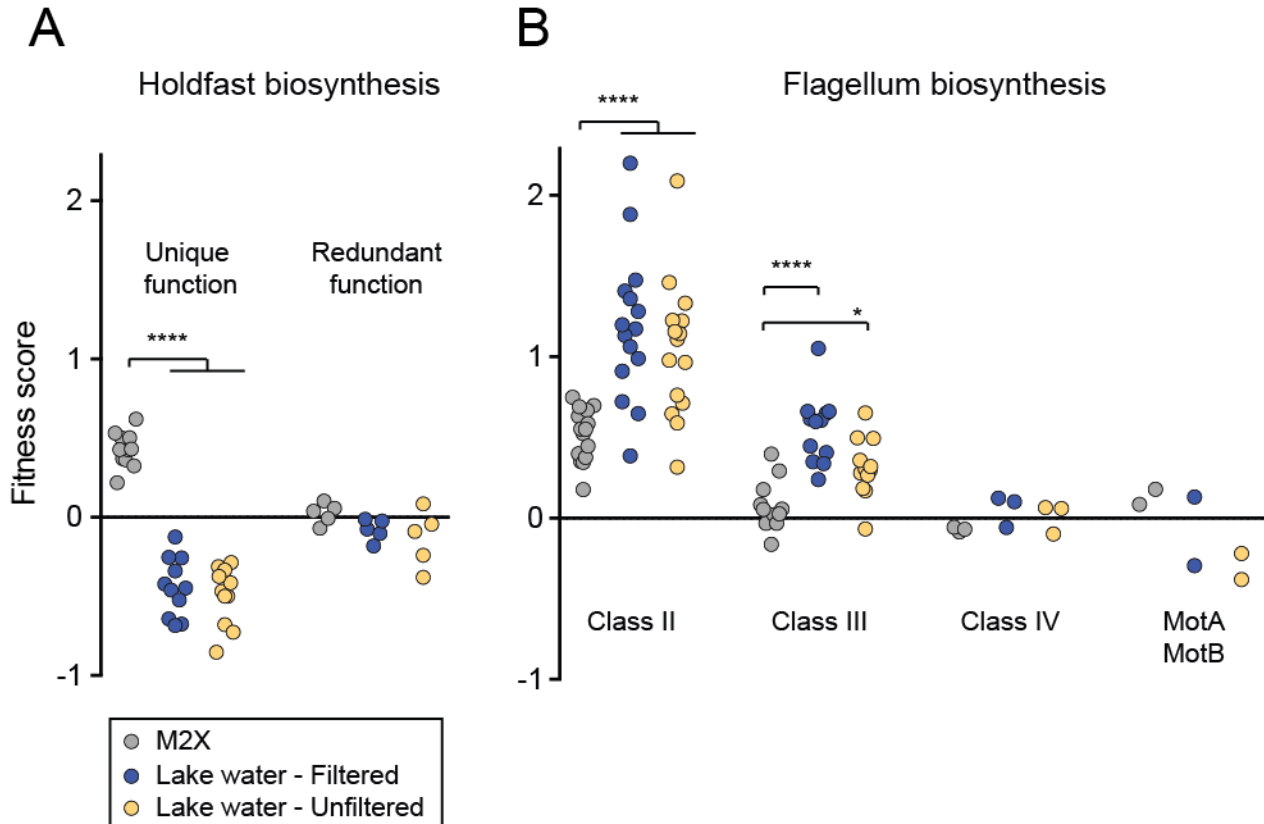 A
B
Holdfast biosynthesis
Flagellum biosynthesis
Fitness score
2
1
0
-1
Unique
function
Redundant
function
****
2
1
0
-1
****
****
*
Class II
Class III
Class IV
MotA
MotB
M2X
Lake water - Filtered
Lake water - Unfiltered